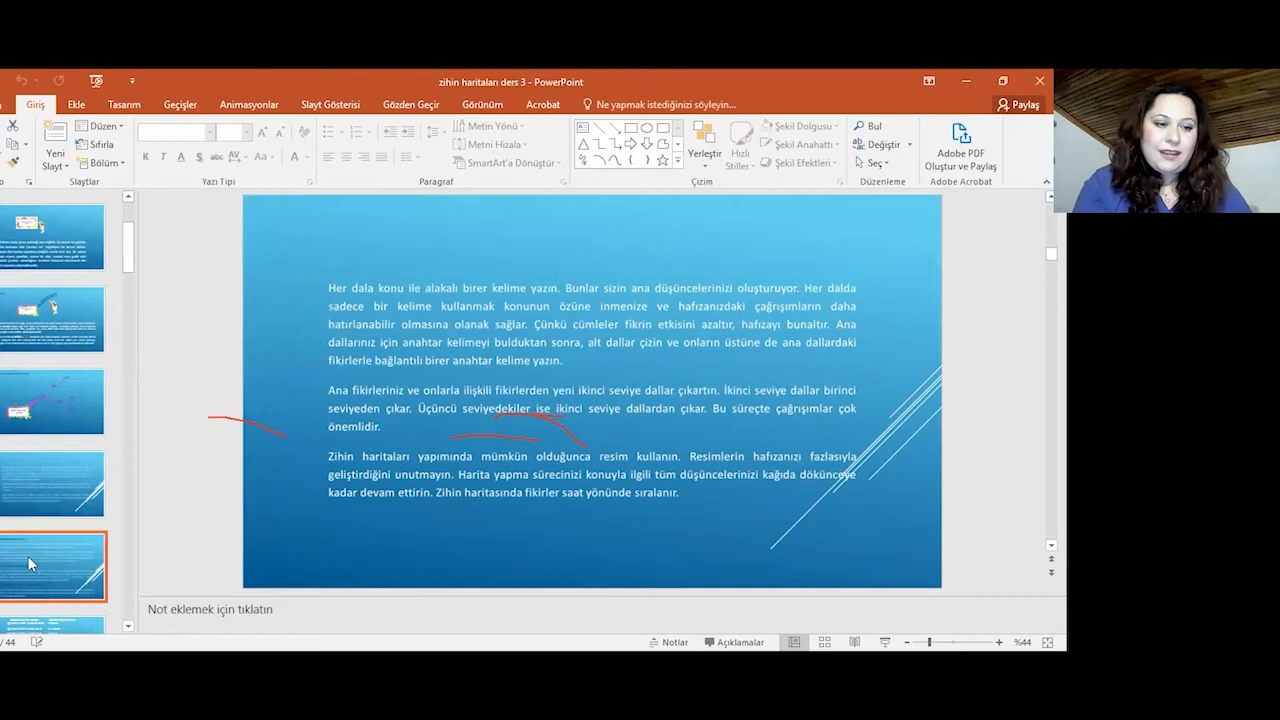 zihin haritaları ders 3 - PowerPoint
Giriş Ekle Tasarım Geçişler Animasyonlar Slayt Gösterisi Gözden Geçir Görünüm Acrobat Ne yapmak istediğinizi söyleyin... Paylaş
Yeni Slayt
Düzen
Sıfırla
Bölüm
Slaytlar
K T A S abc AV Aa A
Yazı Tipi
Metin Yönü
Metni Hizala
SmartArt'a Dönüştür
Paragraf
Yerleştir
Hızlı Stiller
Şekil Dolgusu
Şekil Anahattı
Şekil Efektleri
Çizim
Bul
Değiştir
Seç
Düzenleme
Adobe PDF
Oluştur ve Paylaş
Adobe Acrobat
Her dala konu ile alakalı birer kelime yazın. Bunlar sizin ana düşüncelerinizi oluşturuyor. Her dalda
sadece bir kelime kullanmak konunun özüne inmenize ve hafızanızdaki çağrışımların daha
hatırlanabilir olmasına olanak sağlar. Çünkü cümleler fikrin etkisini azaltır, hafızayı bunaltır. Ana
dallarınız için anahtar kelimeyi bulduktan sonra, alt dallar çizin ve onların üstüne de ana dallardaki
fikirlerle bağlantılı birer anahtar kelime yazın.
Ana fikirleriniz ve onlarla ilişkili fikirlerden yeni ikinci seviye dallar çıkartın. İkinci seviye dallar birinci
seviyeden çıkar. Üçüncü seviyedekiler ise ikinci seviye dallardan çıkar. Bu süreçte çağrışımlar çok
önemlidir.
Zihin haritaları yapımında mümkün olduğunca resim kullanın. Resimlerin hafızanızı fazlasıyla
geliştirdiğini unutmayın. Harita yapma sürecinizi konuyla ilgili tüm düşüncelerinizi kağıda dökünceye
kadar devam ettirin. Zihin haritasında fikirler saat yönünde sıralanır.
Not eklemek için tıklatın
/ 44 Notlar Açıklamalar %44